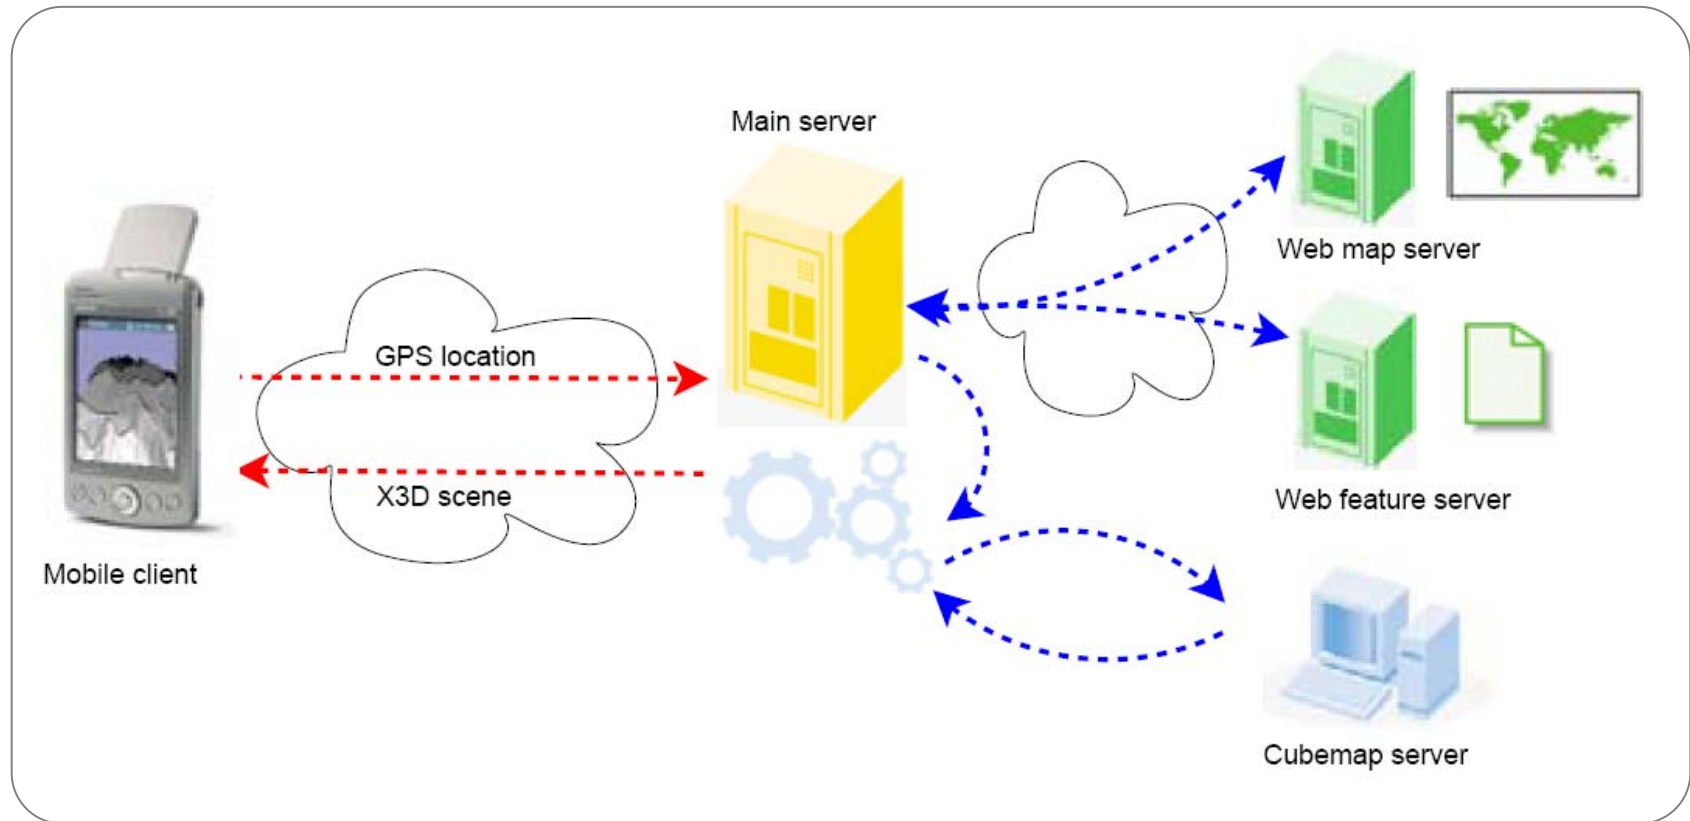 Main server
Web map server
GPS location
X3D scene
Web feature server
Mobile client
Cubemap server